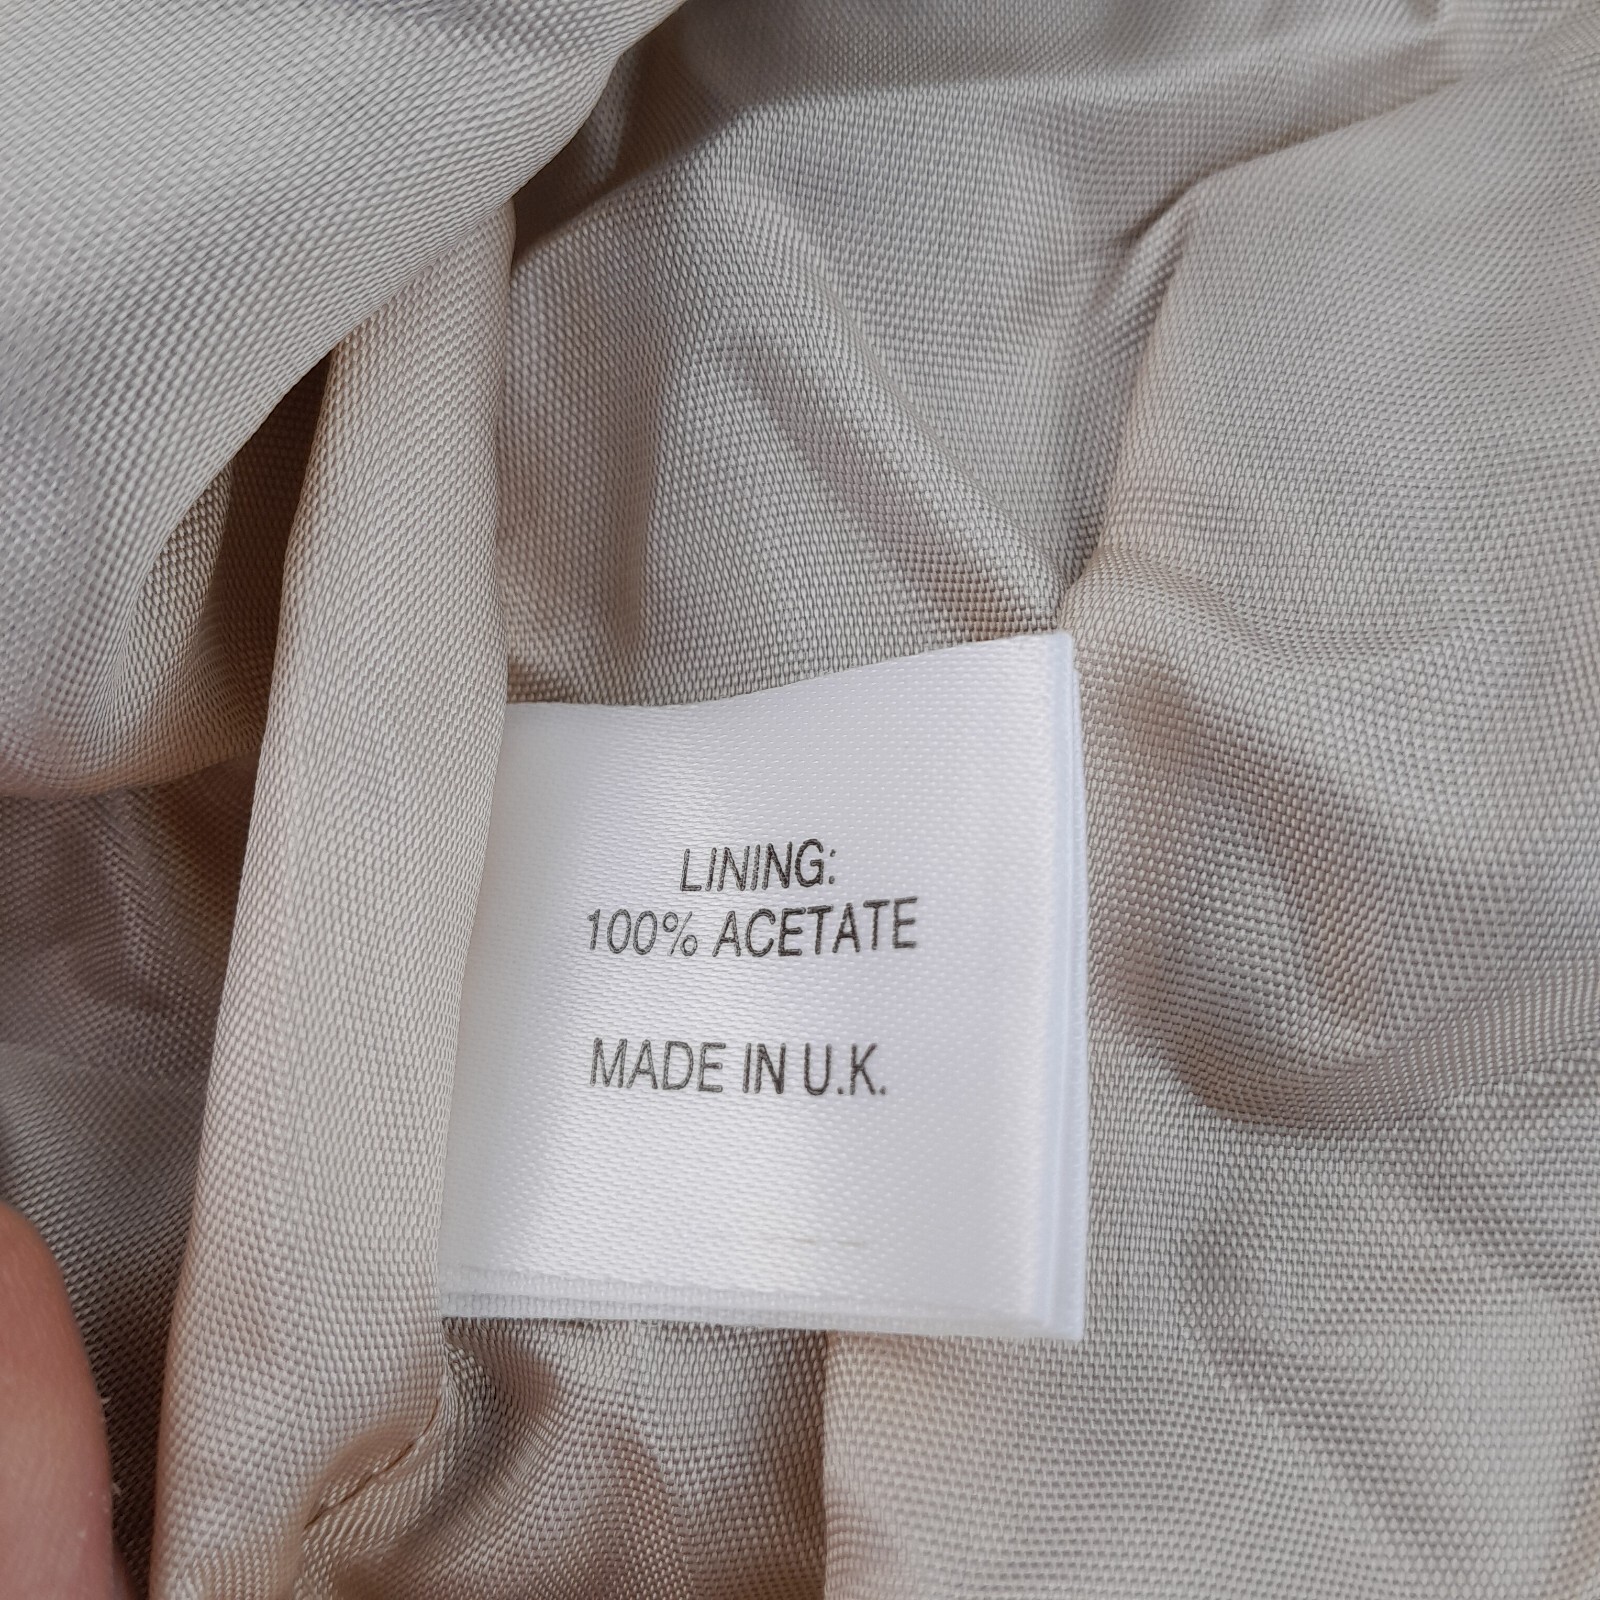 LINING:
100% ACETATE
MADE IN U.K.